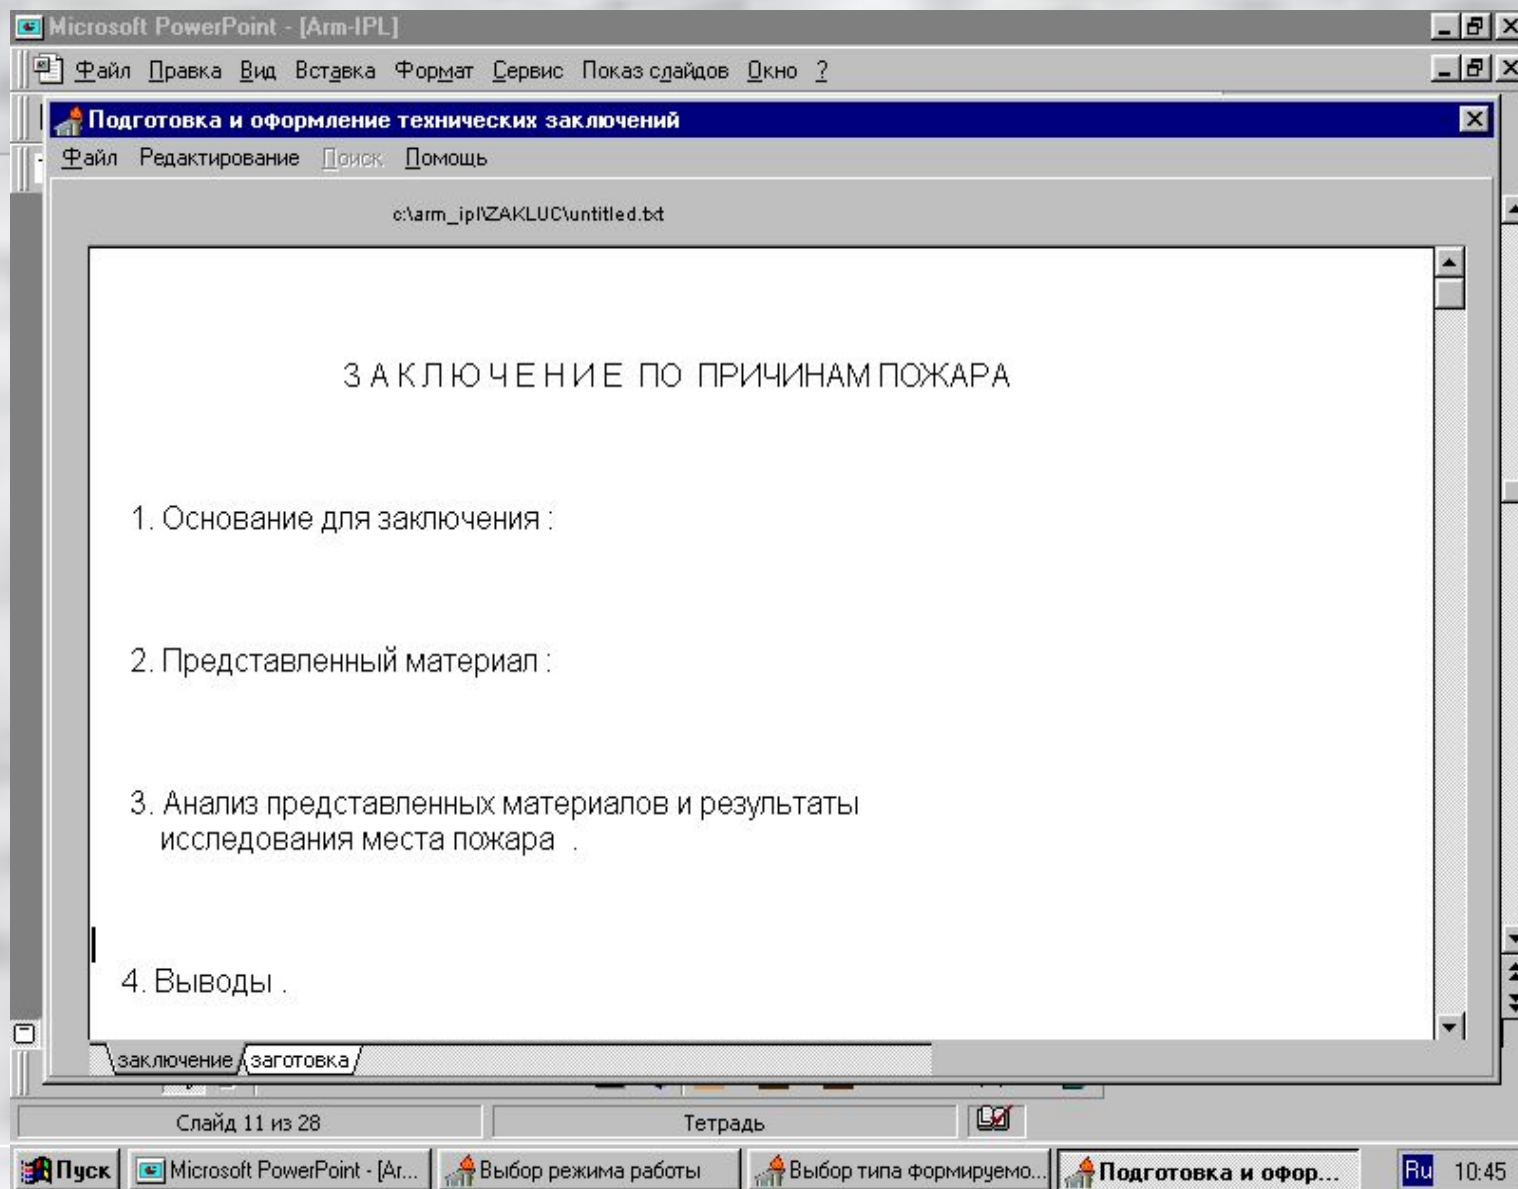 Microsoft PowerPoint - [Arm-IPL]
Файл Правка Вид Вставка Формат Сервис Показ слайдов Окно ?
Подготовка и оформление технических заключений
Файл Редактирование Поиск Помощь
c:\arm_ipl\ZAKLUC\untitled.txt
З А К Л Ю Ч Е Н И Е ПО ПРИЧИНАМ ПОЖАРА
1. Основание для заключения :
2. Представленный материал :
3. Анализ представленных материалов и результаты
исследования места пожара .
4. Выводы .
заключение заготовка
Слайд 11 из 28 Тетрадь
Пуск Microsoft PowerPoint - [Ar... Выбор режима работы Выбор типа формируемо... Подготовка и офор... Ru 10:45